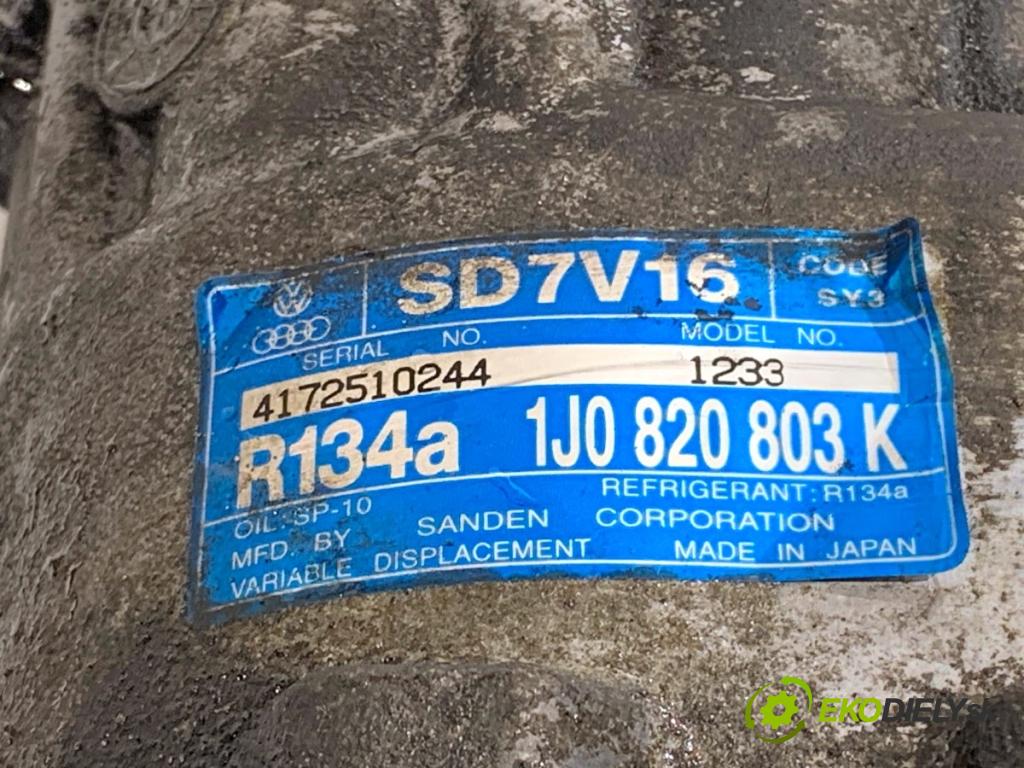 SD7V16
CODE
SY3
SERIAL NO. MODEL NO.
4172510244 1233
R134a 1J0 820 803 K
OIL: SP-10 REFRIGERANT: R134a
MFD. BY SANDEN CORPORATION
VARIABLE DISPLACEMENT MADE IN JAPAN
EKODIELY.sk